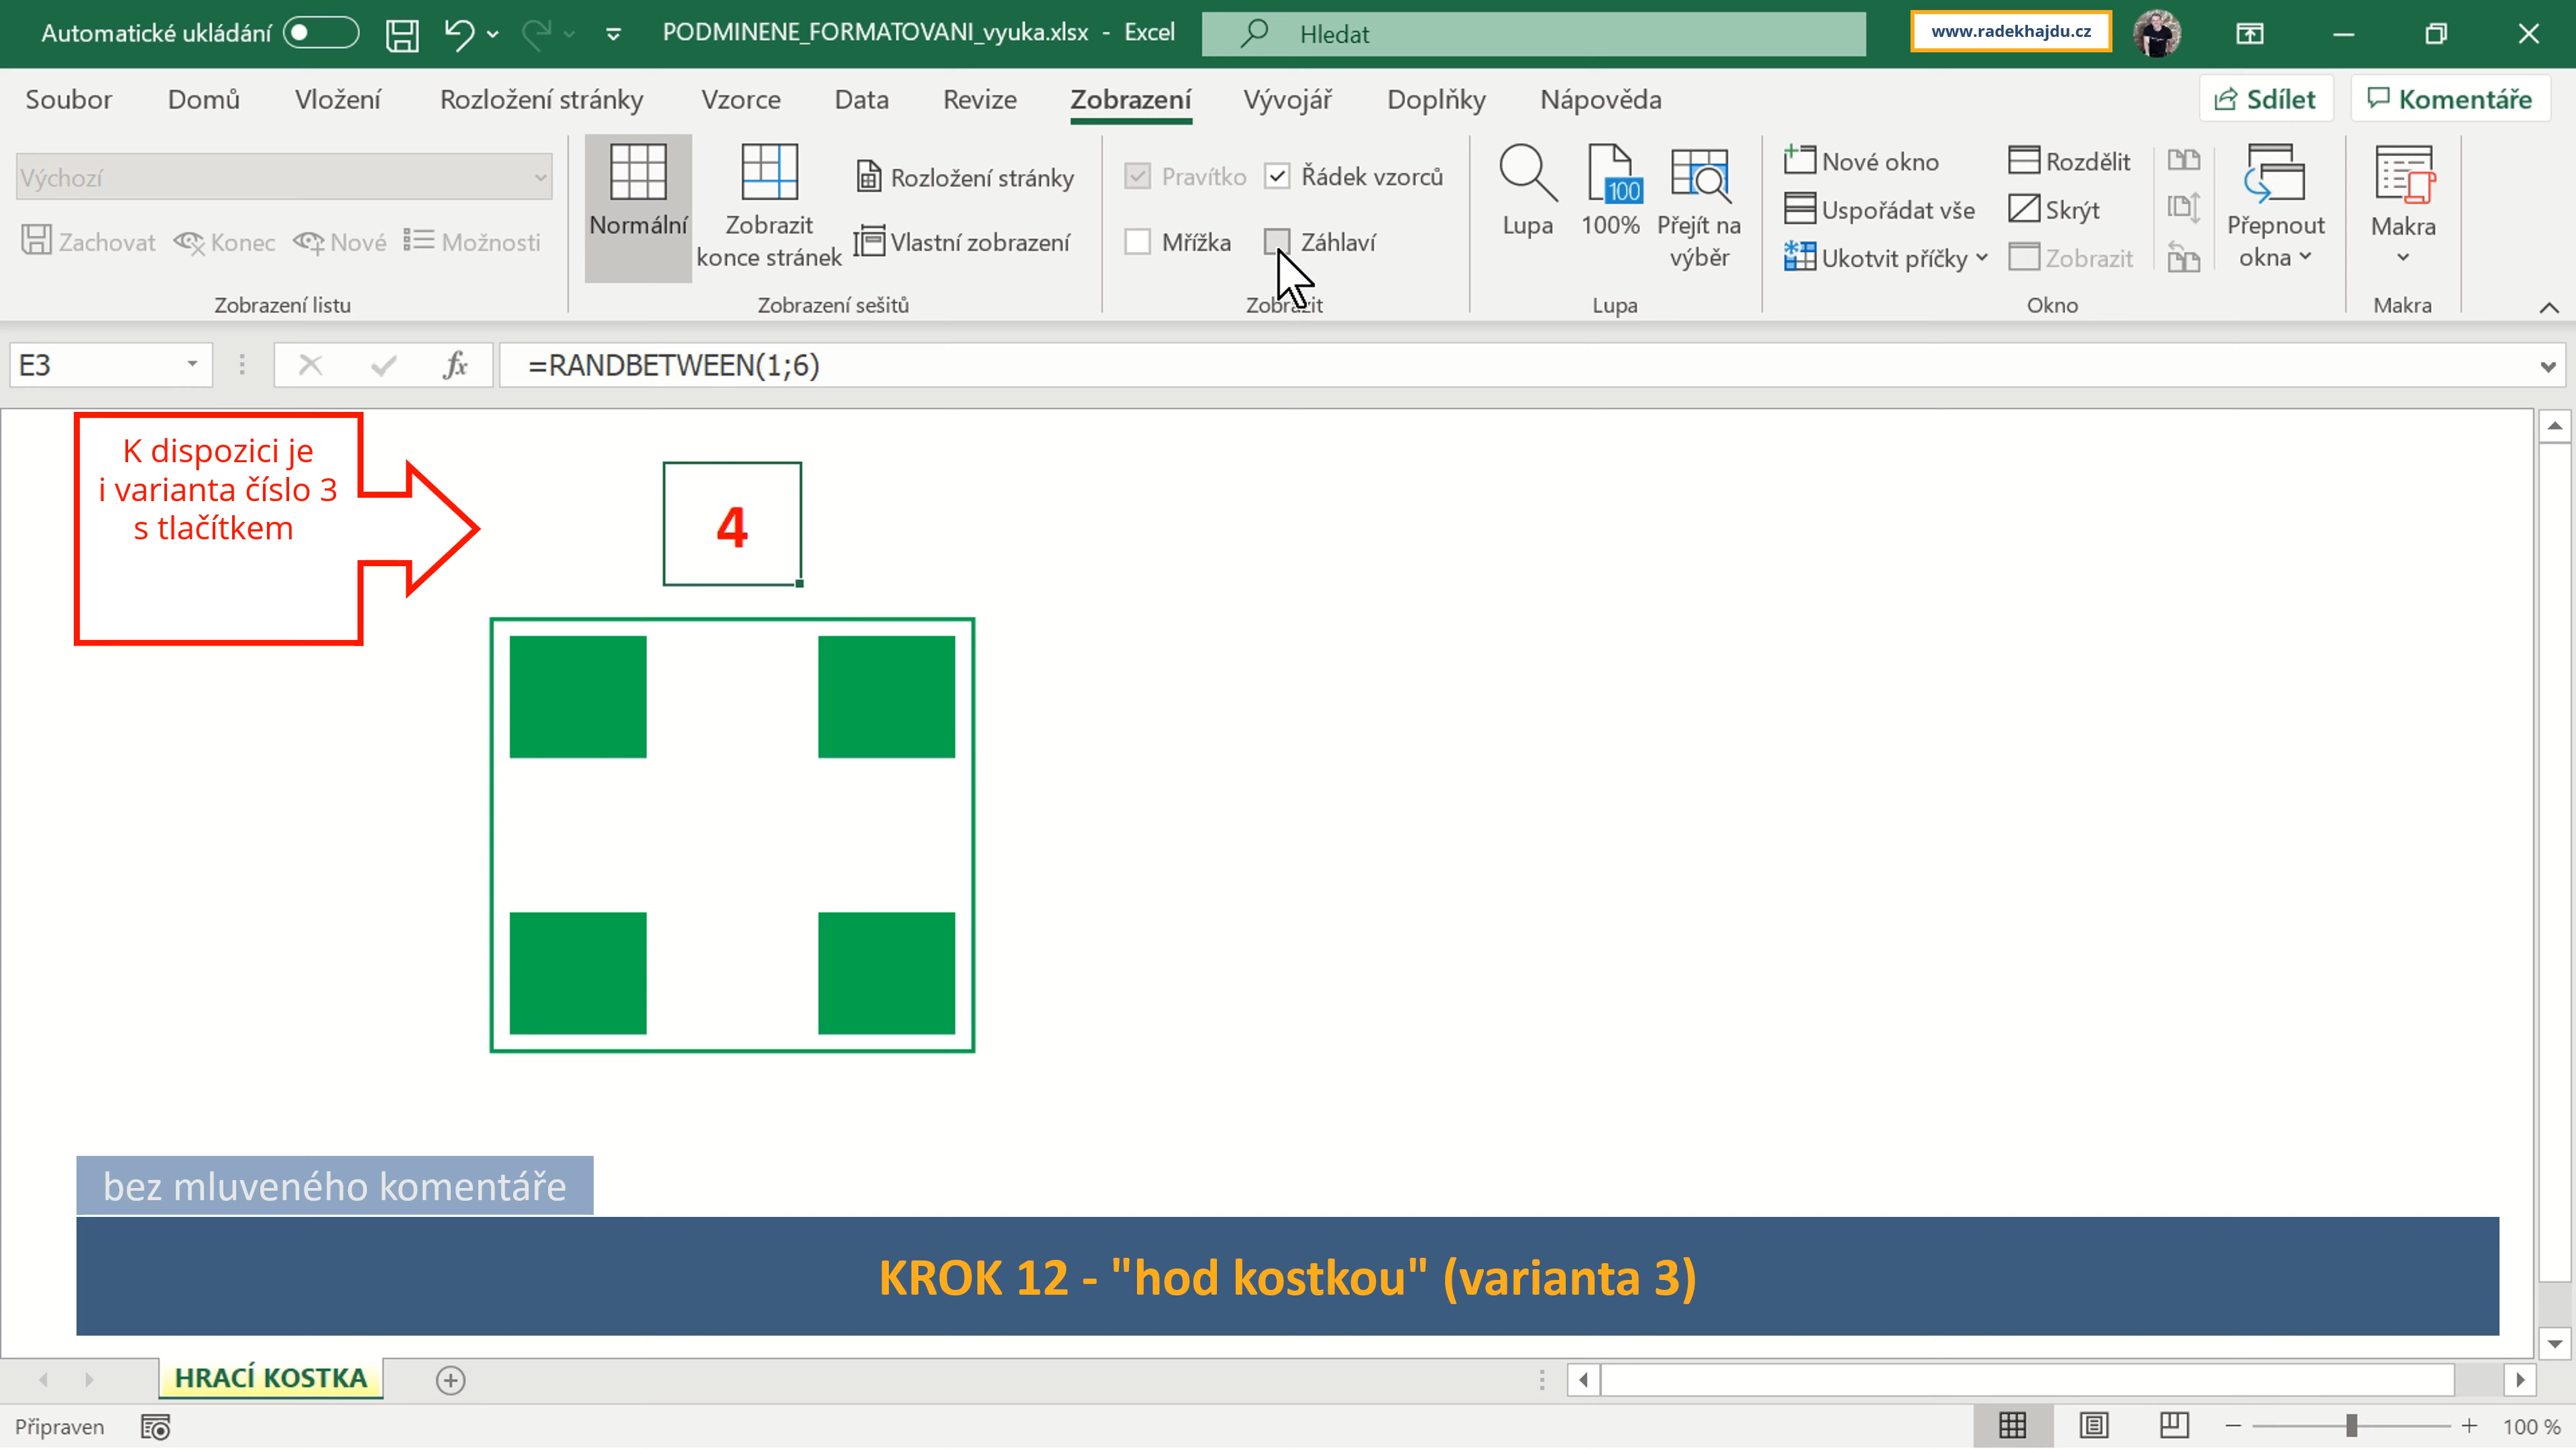 Automatické ukládání
PODMINENE_FORMATOVANI_vyuka.xlsx - Excel
Hledat
www.radekhajdu.cz
Soubor Domů Vložení Rozložení stránky Vzorce Data Revize Zobrazení Vývojář Doplňky Nápověda
Sdílet
Komentáře
Výchozí
Zachovat Konec Nové Možnosti
Zobrazení listu
Normální
Zobrazit
konce stránek
Rozložení stránky
Vlastní zobrazení
Zobrazení sešitů
Pravítko Řádek vzorců
Mřížka Záhlaví
Zobrazit
Lupa
100
100%
Přejít na
výběr
Lupa
Nové okno
Uspořádat vše
Ukotvit příčky
Rozdělit
Skrýt
Zobrazit
Přepnout
okna
Okno
Makra
Makra
E3
fx
=RANDBETWEEN(1;6)
K dispozici je
i varianta číslo 3
s tlačítkem
4
bez mluveného komentáře
KROK 12 - "hod kostkou" (varianta 3)
HRACÍ KOSTKA
Připraven
100 %